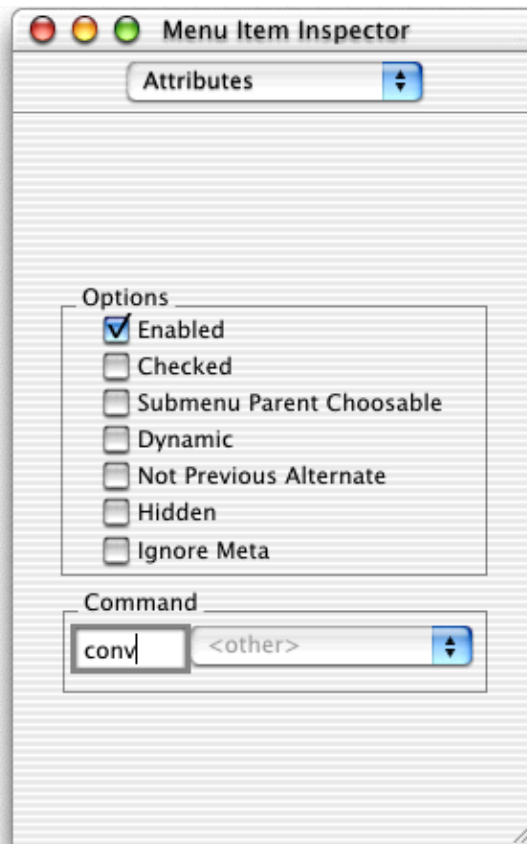 Menu Item Inspector
Attributes
Options
Enabled
Checked
Submenu Parent Choosable
Dynamic
Not Previous Alternate
Hidden
Ignore Meta
Command
conv <other>